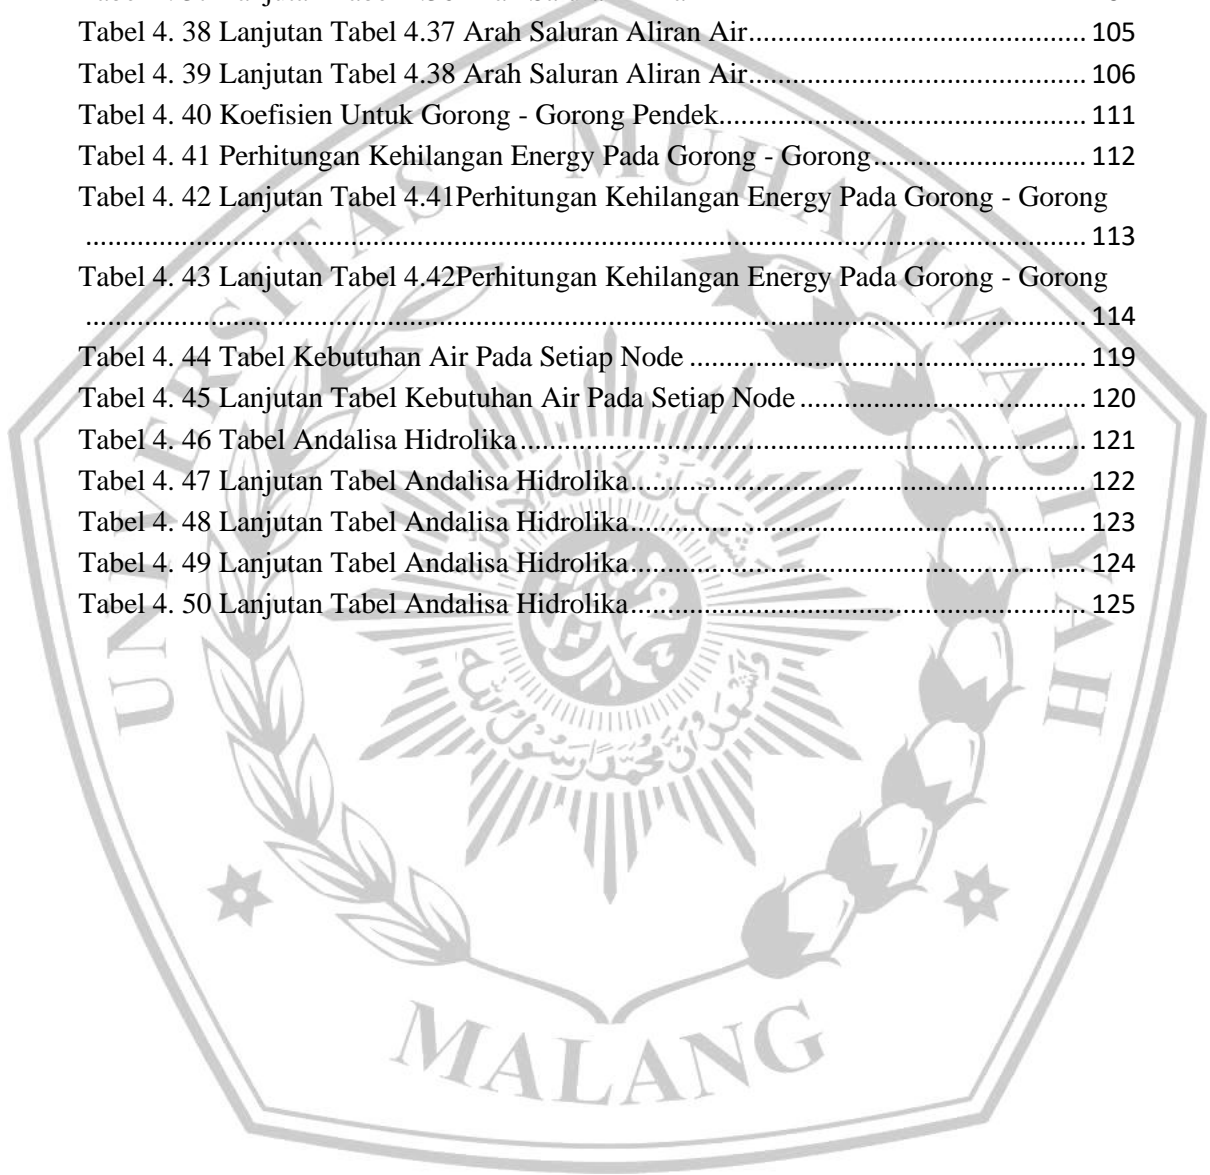 Tabel 4. 38 Lanjutan Tabel 4.37 Arah Saluran Aliran Air............................................. 105
Tabel 4. 39 Lanjutan Tabel 4.38 Arah Saluran Aliran Air............................................. 106
Tabel 4. 40 Koefisien Untuk Gorong - Gorong Pendek................................................. 111
Tabel 4. 41 Perhitungan Kehilangan Energy Pada Gorong - Gorong............................ 112
Tabel 4. 42 Lanjutan Tabel 4.41Perhitungan Kehilangan Energy Pada Gorong - Gorong
....................................................................................................................................... 113
Tabel 4. 43 Lanjutan Tabel 4.42Perhitungan Kehilangan Energy Pada Gorong - Gorong
....................................................................................................................................... 114
Tabel 4. 44 Tabel Kebutuhan Air Pada Setiap Node ..................................................... 119
Tabel 4. 45 Lanjutan Tabel Kebutuhan Air Pada Setiap Node ...................................... 120
Tabel 4. 46 Tabel Andalisa Hidrolika............................................................................ 121
Tabel 4. 47 Lanjutan Tabel Andalisa Hidrolika............................................................. 122
Tabel 4. 48 Lanjutan Tabel Andalisa Hidrolika............................................................. 123
Tabel 4. 49 Lanjutan Tabel Andalisa Hidrolika............................................................. 124
Tabel 4. 50 Lanjutan Tabel Andalisa Hidrolika............................................................. 125
UNIVERSITAS MUHAMMADIYAH
MALANG